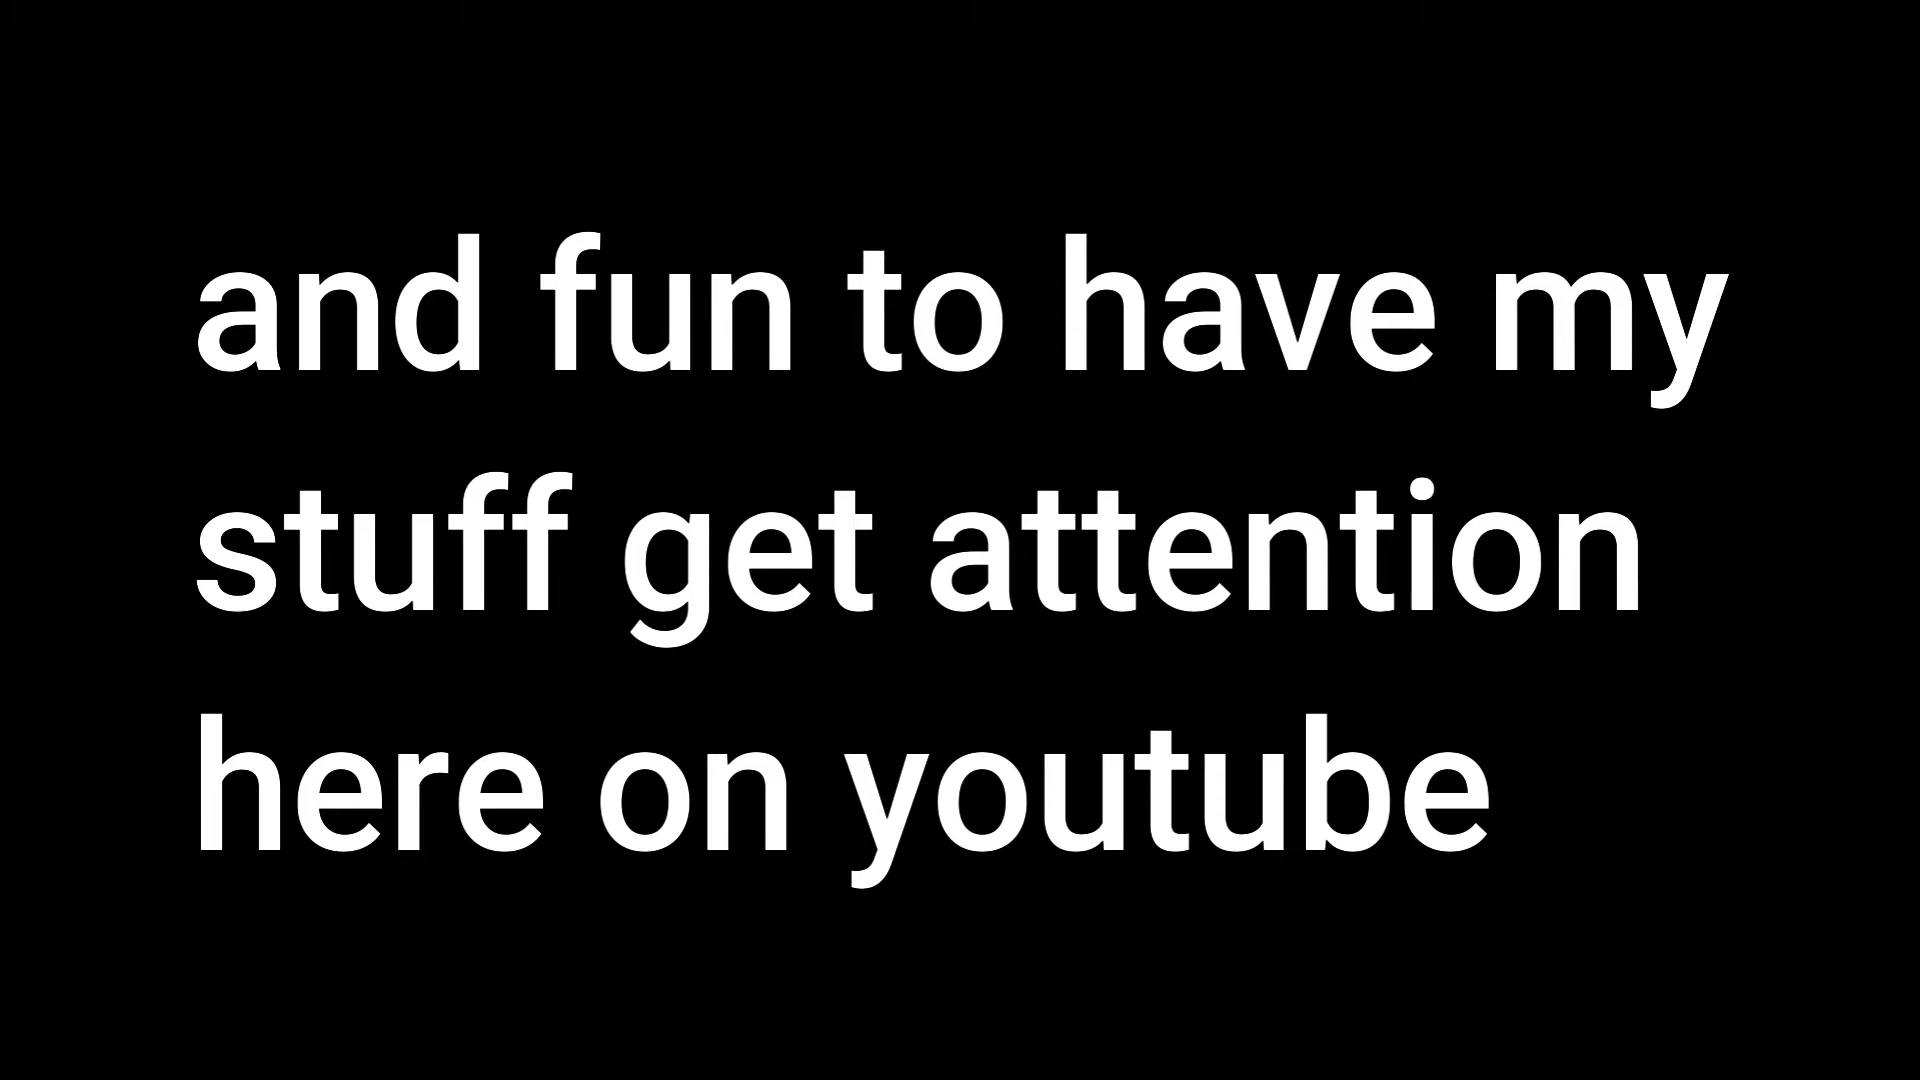 and fun to have my
stuff get attention
here on youtube